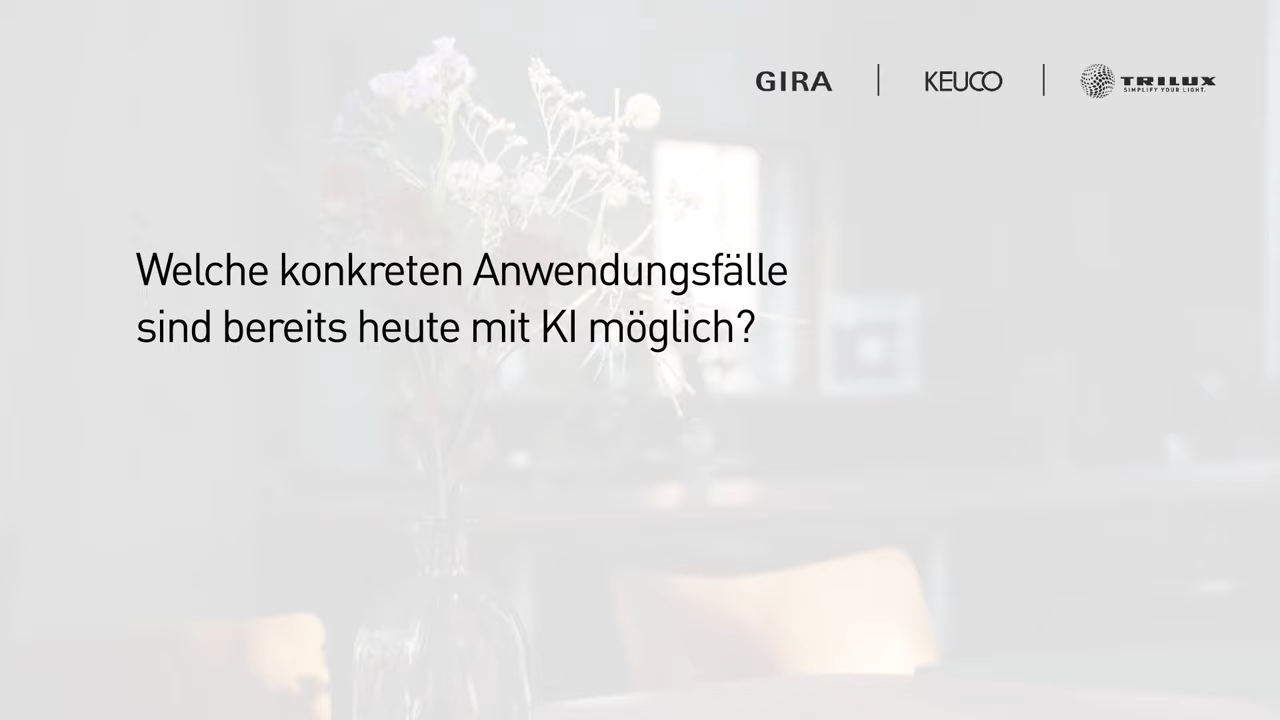 GIRA
KEUCO
TRILUX
SIMPLIFY YOUR LIGHT.
Welche konkreten Anwendungsfälle
sind bereits heute mit KI möglich?